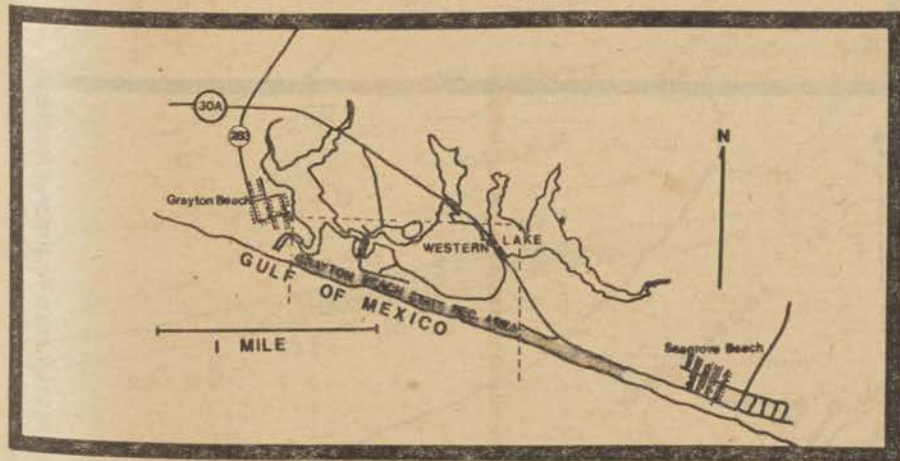 30A
283
N
Grayton Beach
WESTERN LAKE
GRAYTON BEACH STATE REC. AREA
GULF OF MEXICO
1 MILE
Seagrove Beach